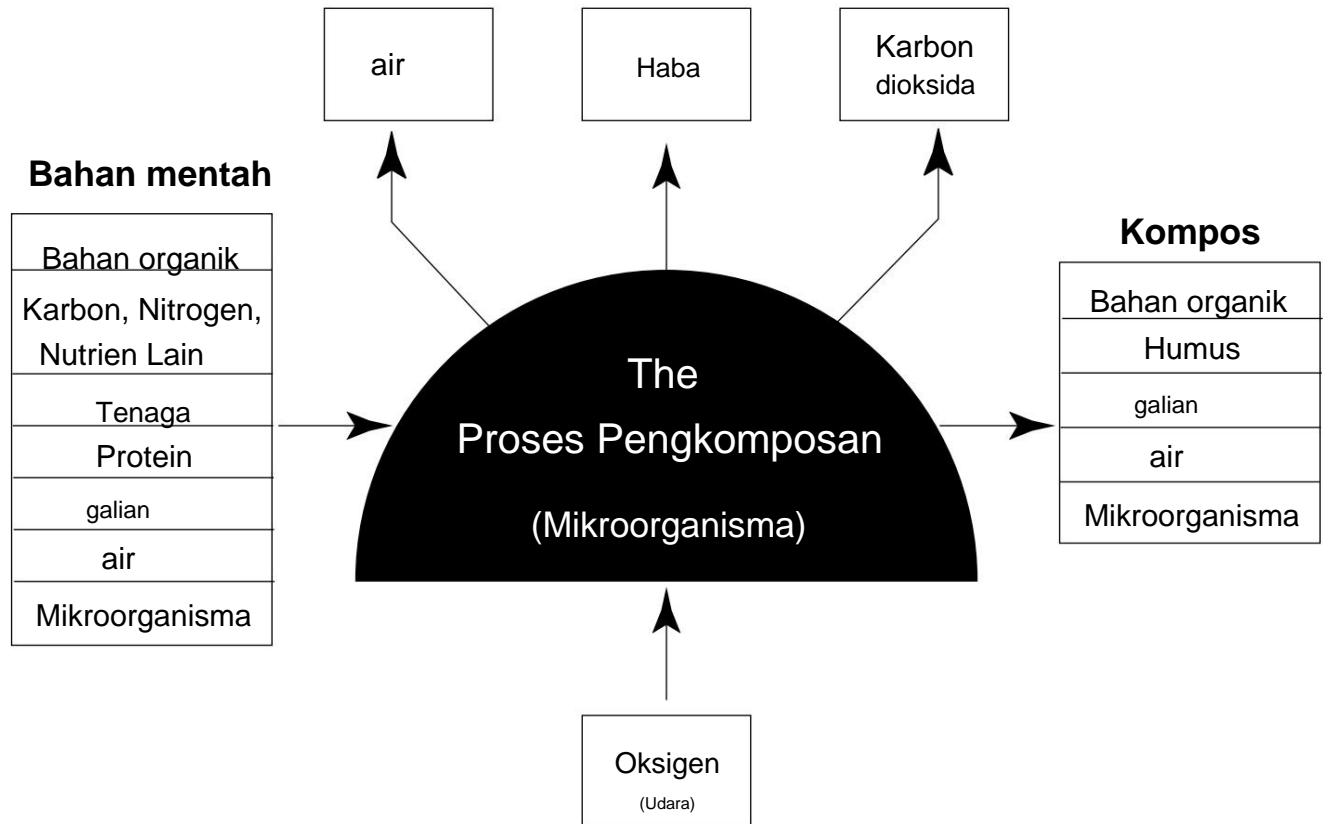 air
Haba
Karbon
dioksida
Bahan mentah
Bahan organik
Karbon, Nitrogen,
Nutrien Lain
Tenaga
Protein
galian
air
Mikroorganisma
The
Proses Pengkomposan
(Mikroorganisma)
Kompos
Bahan organik
Humus
galian
air
Mikroorganisma
Oksigen
(Udara)